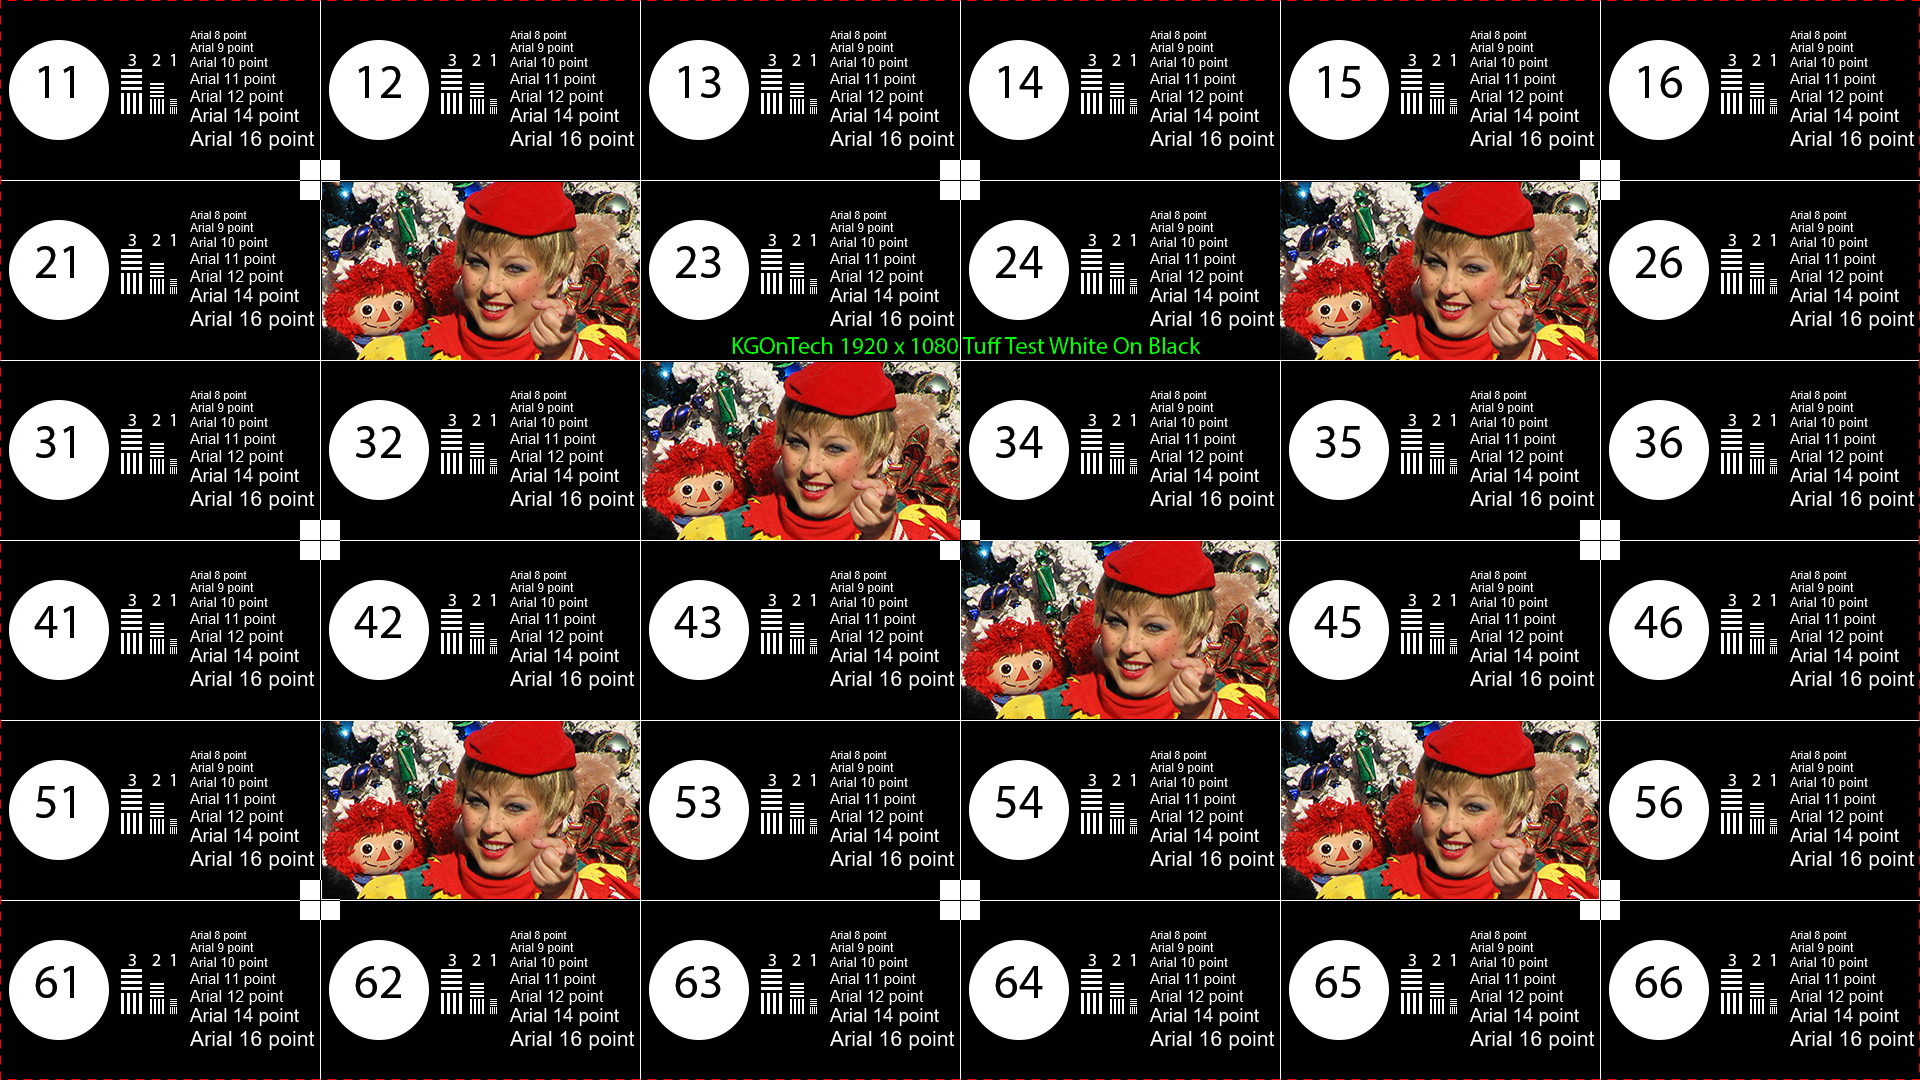 11
3 2 1
Arial 8 point
Arial 9 point
Arial 10 point
Arial 11 point
Arial 12 point
Arial 14 point
Arial 16 point
12
3 2 1
Arial 8 point
Arial 9 point
Arial 10 point
Arial 11 point
Arial 12 point
Arial 14 point
Arial 16 point
13
3 2 1
Arial 8 point
Arial 9 point
Arial 10 point
Arial 11 point
Arial 12 point
Arial 14 point
Arial 16 point
14
3 2 1
Arial 8 point
Arial 9 point
Arial 10 point
Arial 11 point
Arial 12 point
Arial 14 point
Arial 16 point
15
3 2 1
Arial 8 point
Arial 9 point
Arial 10 point
Arial 11 point
Arial 12 point
Arial 14 point
Arial 16 point
16
3 2 1
Arial 8 point
Arial 9 point
Arial 10 point
Arial 11 point
Arial 12 point
Arial 14 point
Arial 16 point
21
3 2 1
Arial 8 point
Arial 9 point
Arial 10 point
Arial 11 point
Arial 12 point
Arial 14 point
Arial 16 point
23
3 2 1
Arial 8 point
Arial 9 point
Arial 10 point
Arial 11 point
Arial 12 point
Arial 14 point
Arial 16 point
24
3 2 1
Arial 8 point
Arial 9 point
Arial 10 point
Arial 11 point
Arial 12 point
Arial 14 point
Arial 16 point
26
3 2 1
Arial 8 point
Arial 9 point
Arial 10 point
Arial 11 point
Arial 12 point
Arial 14 point
Arial 16 point
KGOnTech 1920 x 1080 Tuff Test White On Black
31
3 2 1
Arial 8 point
Arial 9 point
Arial 10 point
Arial 11 point
Arial 12 point
Arial 14 point
Arial 16 point
32
3 2 1
Arial 8 point
Arial 9 point
Arial 10 point
Arial 11 point
Arial 12 point
Arial 14 point
Arial 16 point
34
3 2 1
Arial 8 point
Arial 9 point
Arial 10 point
Arial 11 point
Arial 12 point
Arial 14 point
Arial 16 point
35
3 2 1
Arial 8 point
Arial 9 point
Arial 10 point
Arial 11 point
Arial 12 point
Arial 14 point
Arial 16 point
36
3 2 1
Arial 8 point
Arial 9 point
Arial 10 point
Arial 11 point
Arial 12 point
Arial 14 point
Arial 16 point
41
3 2 1
Arial 8 point
Arial 9 point
Arial 10 point
Arial 11 point
Arial 12 point
Arial 14 point
Arial 16 point
42
3 2 1
Arial 8 point
Arial 9 point
Arial 10 point
Arial 11 point
Arial 12 point
Arial 14 point
Arial 16 point
43
3 2 1
Arial 8 point
Arial 9 point
Arial 10 point
Arial 11 point
Arial 12 point
Arial 14 point
Arial 16 point
45
3 2 1
Arial 8 point
Arial 9 point
Arial 10 point
Arial 11 point
Arial 12 point
Arial 14 point
Arial 16 point
46
3 2 1
Arial 8 point
Arial 9 point
Arial 10 point
Arial 11 point
Arial 12 point
Arial 14 point
Arial 16 point
51
3 2 1
Arial 8 point
Arial 9 point
Arial 10 point
Arial 11 point
Arial 12 point
Arial 14 point
Arial 16 point
53
3 2 1
Arial 8 point
Arial 9 point
Arial 10 point
Arial 11 point
Arial 12 point
Arial 14 point
Arial 16 point
54
3 2 1
Arial 8 point
Arial 9 point
Arial 10 point
Arial 11 point
Arial 12 point
Arial 14 point
Arial 16 point
56
3 2 1
Arial 8 point
Arial 9 point
Arial 10 point
Arial 11 point
Arial 12 point
Arial 14 point
Arial 16 point
61
3 2 1
Arial 8 point
Arial 9 point
Arial 10 point
Arial 11 point
Arial 12 point
Arial 14 point
Arial 16 point
62
3 2 1
Arial 8 point
Arial 9 point
Arial 10 point
Arial 11 point
Arial 12 point
Arial 14 point
Arial 16 point
63
3 2 1
Arial 8 point
Arial 9 point
Arial 10 point
Arial 11 point
Arial 12 point
Arial 14 point
Arial 16 point
64
3 2 1
Arial 8 point
Arial 9 point
Arial 10 point
Arial 11 point
Arial 12 point
Arial 14 point
Arial 16 point
65
3 2 1
Arial 8 point
Arial 9 point
Arial 10 point
Arial 11 point
Arial 12 point
Arial 14 point
Arial 16 point
66
3 2 1
Arial 8 point
Arial 9 point
Arial 10 point
Arial 11 point
Arial 12 point
Arial 14 point
Arial 16 point